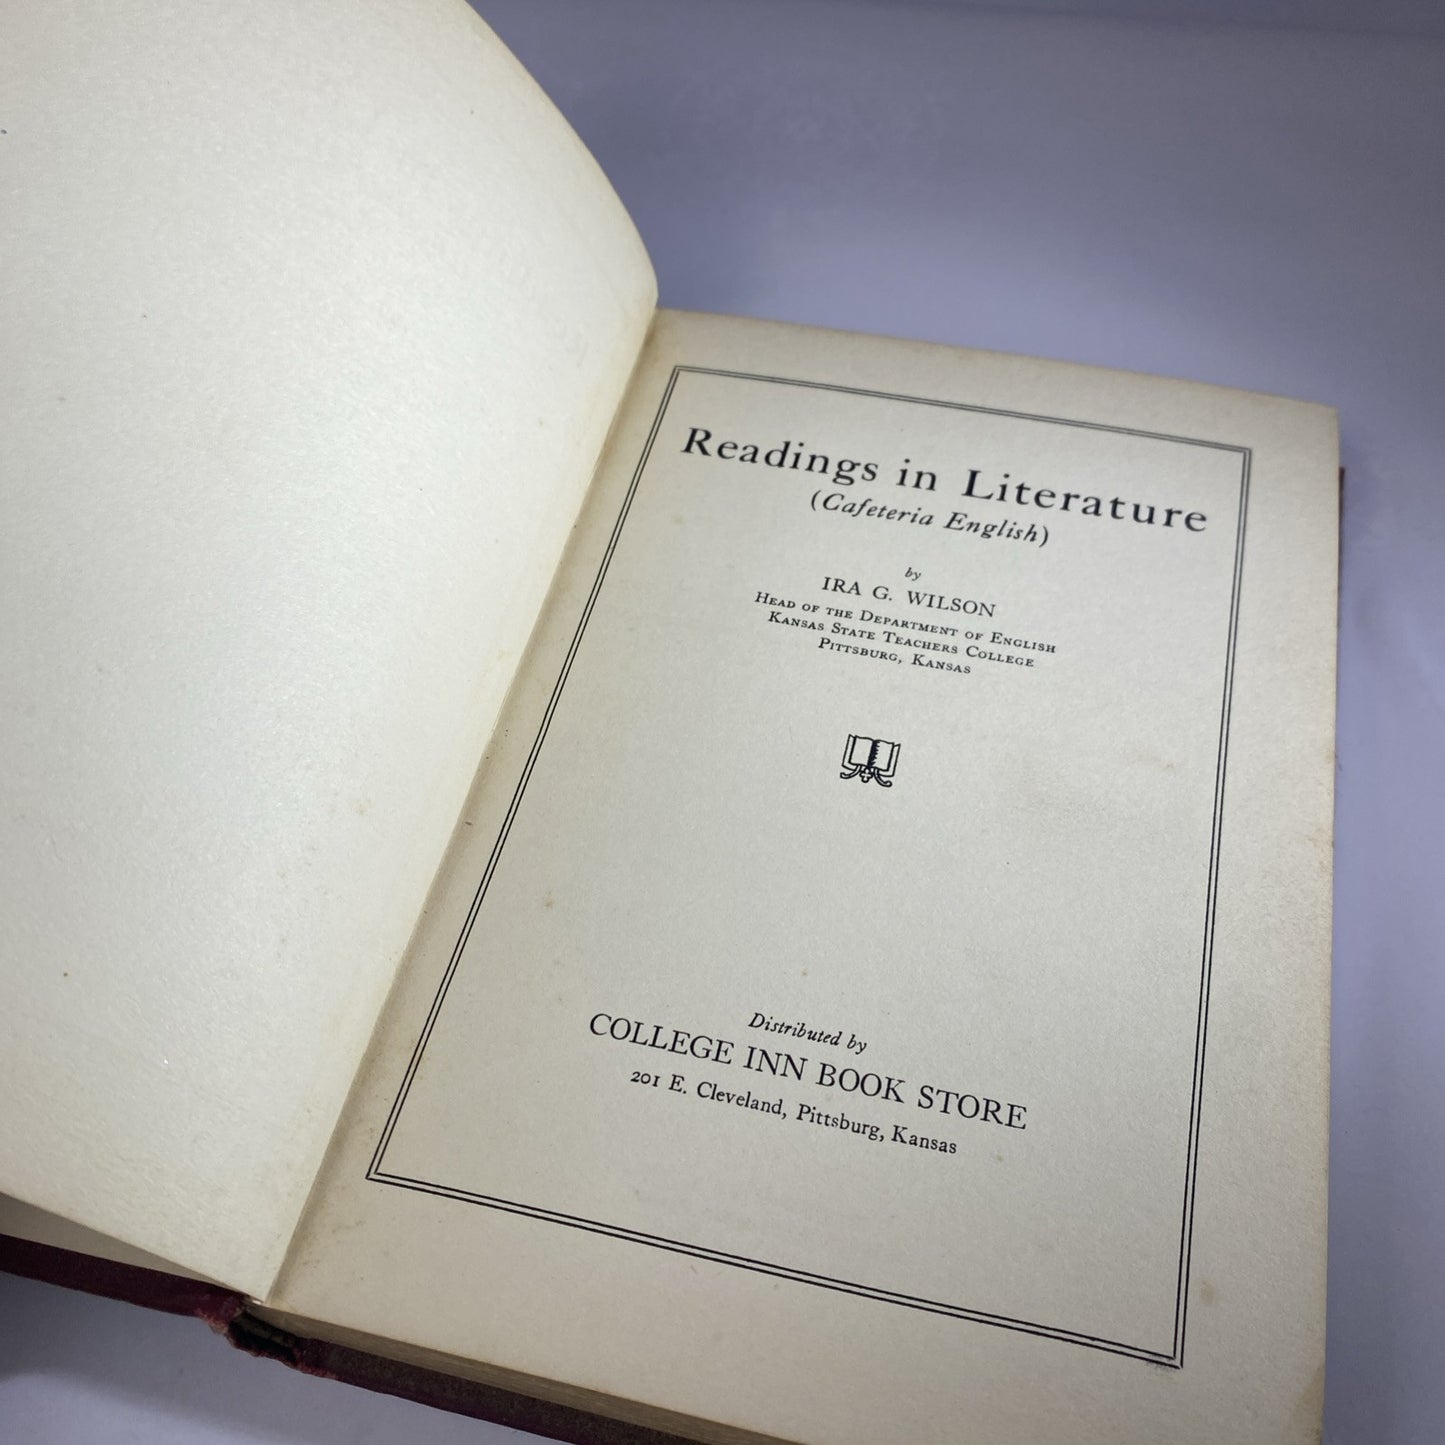 Readings in Literature
(Cafeteria English)
by
IRA G. WILSON
HEAD OF THE DEPARTMENT OF ENGLISH
KANSAS STATE TEACHERS COLLEGE
PITTSBURG, KANSAS
Distributed by
COLLEGE INN BOOK STORE
201 E. Cleveland, Pittsburg, Kansas